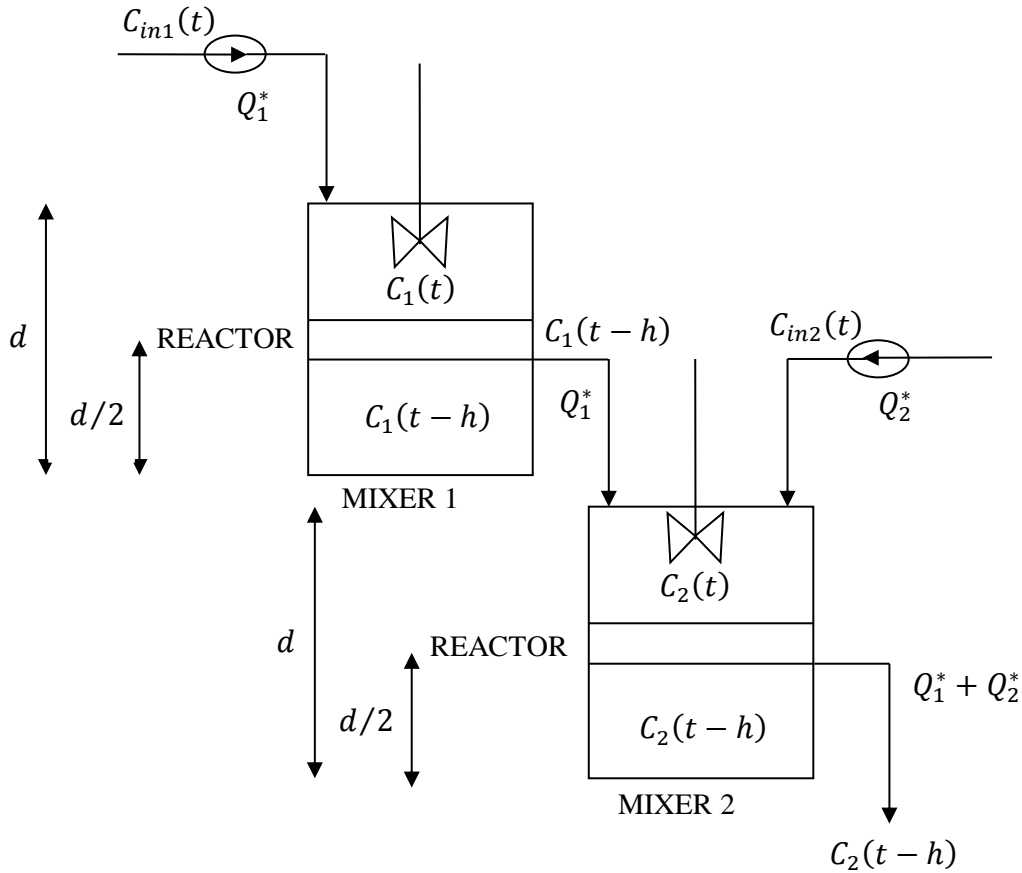 C_{in1}(t)
Q_1^*
C_1(t)
d
REACTOR
d/2
C_1(t − h)
C_1(t − h)
Q_1^*
C_{in2}(t)
Q_2^*
MIXER 1
C_2(t)
d
REACTOR
d/2
C_2(t − h)
Q_1^* + Q_2^*
MIXER 2
C_2(t − h)